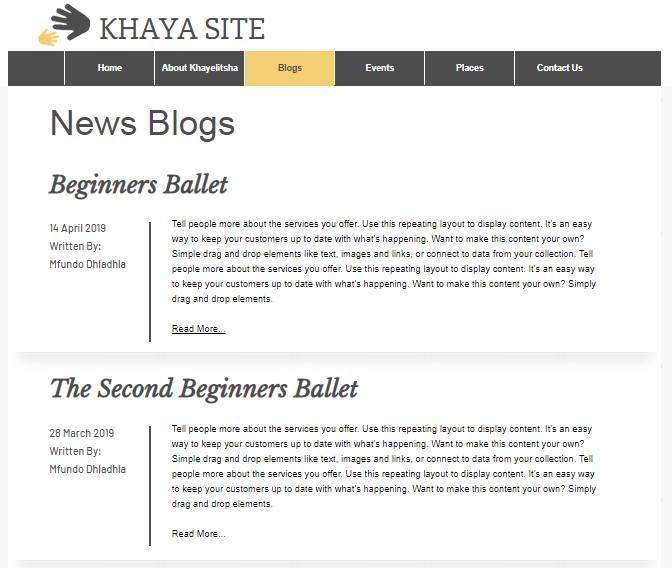 KHAYA SITE
Home About Khayelitsha Blogs Events Places Contact Us
News Blogs
Beginners Ballet
14 April 2019
Written By:
Mfundo Dhladhla
Tell people more about the services you offer. Use this repeating layout to display content. It's an easy
way to keep your customers up to date with what's happening. Want to make this content your own?
Simple drag and drop elements like text, images and links, or connect to data from your collection. Tell
people more about the services you offer. Use this repeating layout to display content. It's an easy way
to keep your customers up to date with what's happening. Want to make this content your own? Simply
drag and drop elements.
Read More...
The Second Beginners Ballet
28 March 2019
Written By:
Mfundo Dhladhla
Tell people more about the services you offer. Use this repeating layout to display content. It's an easy
way to keep your customers up to date with what's happening. Want to make this content your own?
Simple drag and drop elements like text, images and links, or connect to data from your collection. Tell
people more about the services you offer. Use this repeating layout to display content. It's an easy way
to keep your customers up to date with what's happening. Want to make this content your own? Simply
drag and drop elements.
Read More...